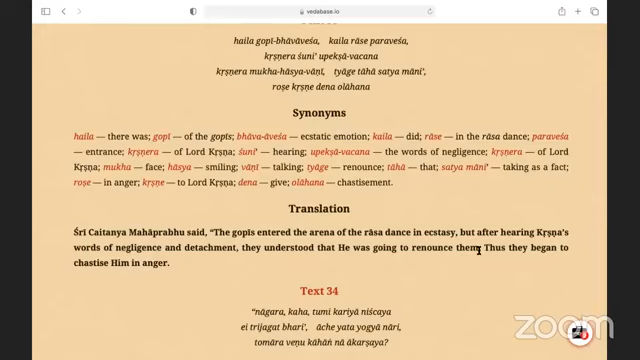 vedabase.io
haila gopī-bhāvāveśa, kaila rāse paraveśa,
kṛṣṇera śuni' upekṣa-vacana
kṛṣṇera mukha-hāsya-vāṇī, tyāge tāhā satya māni',
roṣe kṛṣṇe dena olāhana
Synonyms
haila — there was; gopī — of the gopīs; bhāva-āveśa — ecstatic emotion; kaila — did; rāse — in the rāsa dance; paraveśa
— entrance; kṛṣṇera — of Lord Kṛṣṇa; śuni' — hearing; upekṣa-vacana — the words of negligence; kṛṣṇera — of Lord
Kṛṣṇa; mukha — face; hāsya — smiling; vāṇī — talking; tyāge — renounce; tāhā — that; satya māni' — taking as a fact;
roṣe — in anger; kṛṣṇe — to Lord Kṛṣṇa; dena — give; olāhana — chastisement.
Translation
Śrī Caitanya Mahāprabhu said, “The gopīs entered the arena of the rāsa dance in ecstasy, but after hearing Kṛṣṇa’s
words of negligence and detachment, they understood that He was going to renounce them. Thus they began to
chastise Him in anger.
Text 34
“nāgara, kaha, tumi kariyā niścaya
ei trijagat bhari’, āche yata yogyā nārī,
tomāra veṇu kāhāṅ nā ākarṣaya?
zoom